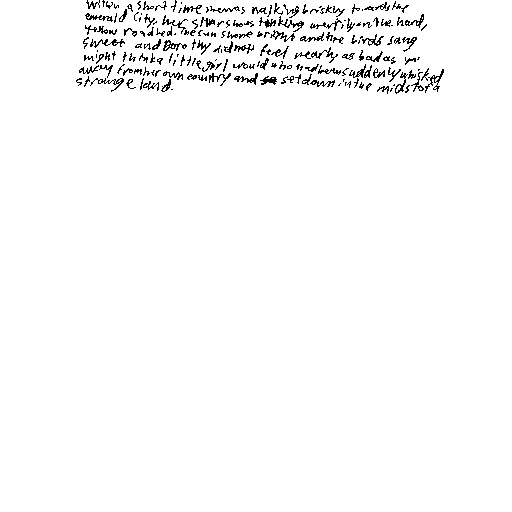 within a short time she was walking briskly towards the
emerald City, her silver shoes tinking merrily on the hard,
yellow roadbed. The sun shone bright and the birds sang
sweet and Dorothy did not feel nearly as bad as you
might think a little girl would who had been suddenly whisked
away from her own country and set down in the midst of a
strange land.